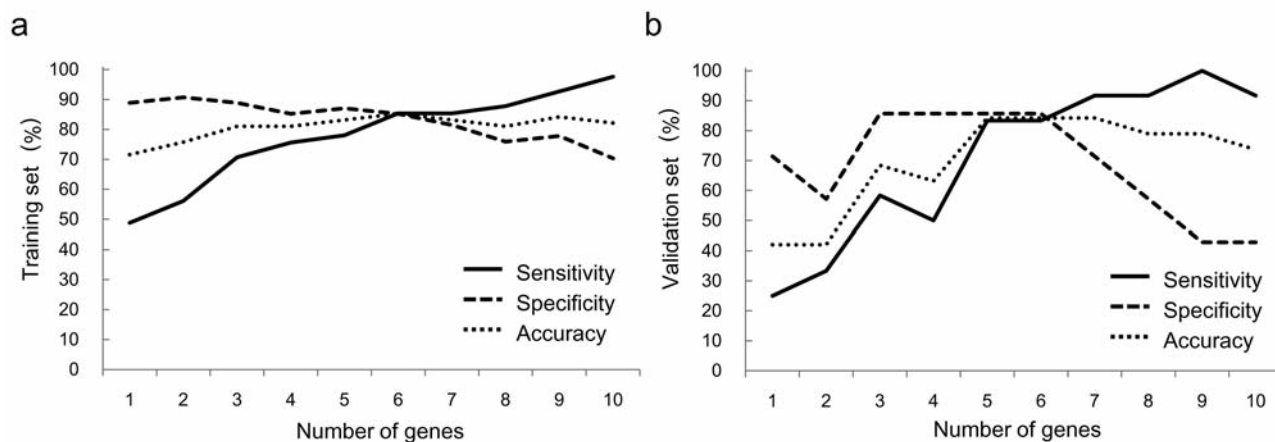 a
Training set (%)
100
90
80
70
60
50
40
30
20
10
0
Sensitivity
Specificity
Accuracy
1 2 3 4 5 6 7 8 9 10
Number of genes
b
Validation set (%)
100
90
80
70
60
50
40
30
20
10
0
Sensitivity
Specificity
Accuracy
1 2 3 4 5 6 7 8 9 10
Number of genes